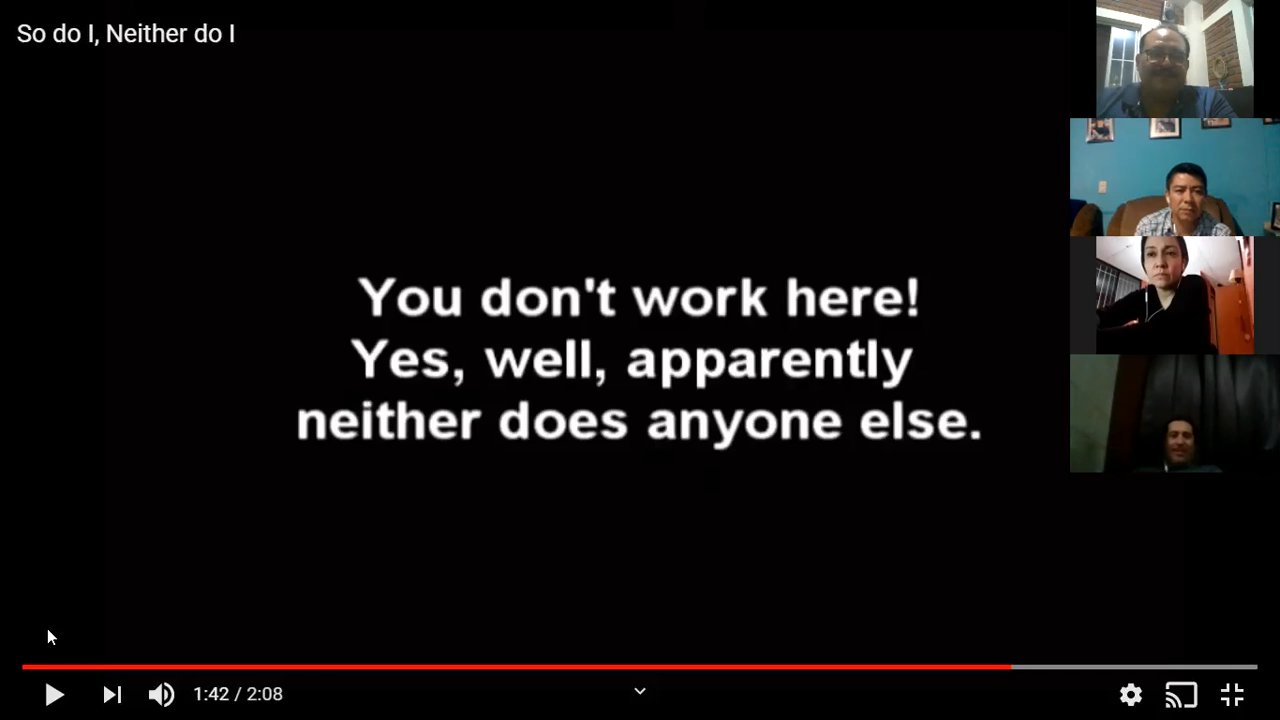 So do I, Neither do I
You don't work here!
Yes, well, apparently
neither does anyone else.
1:42 / 2:08